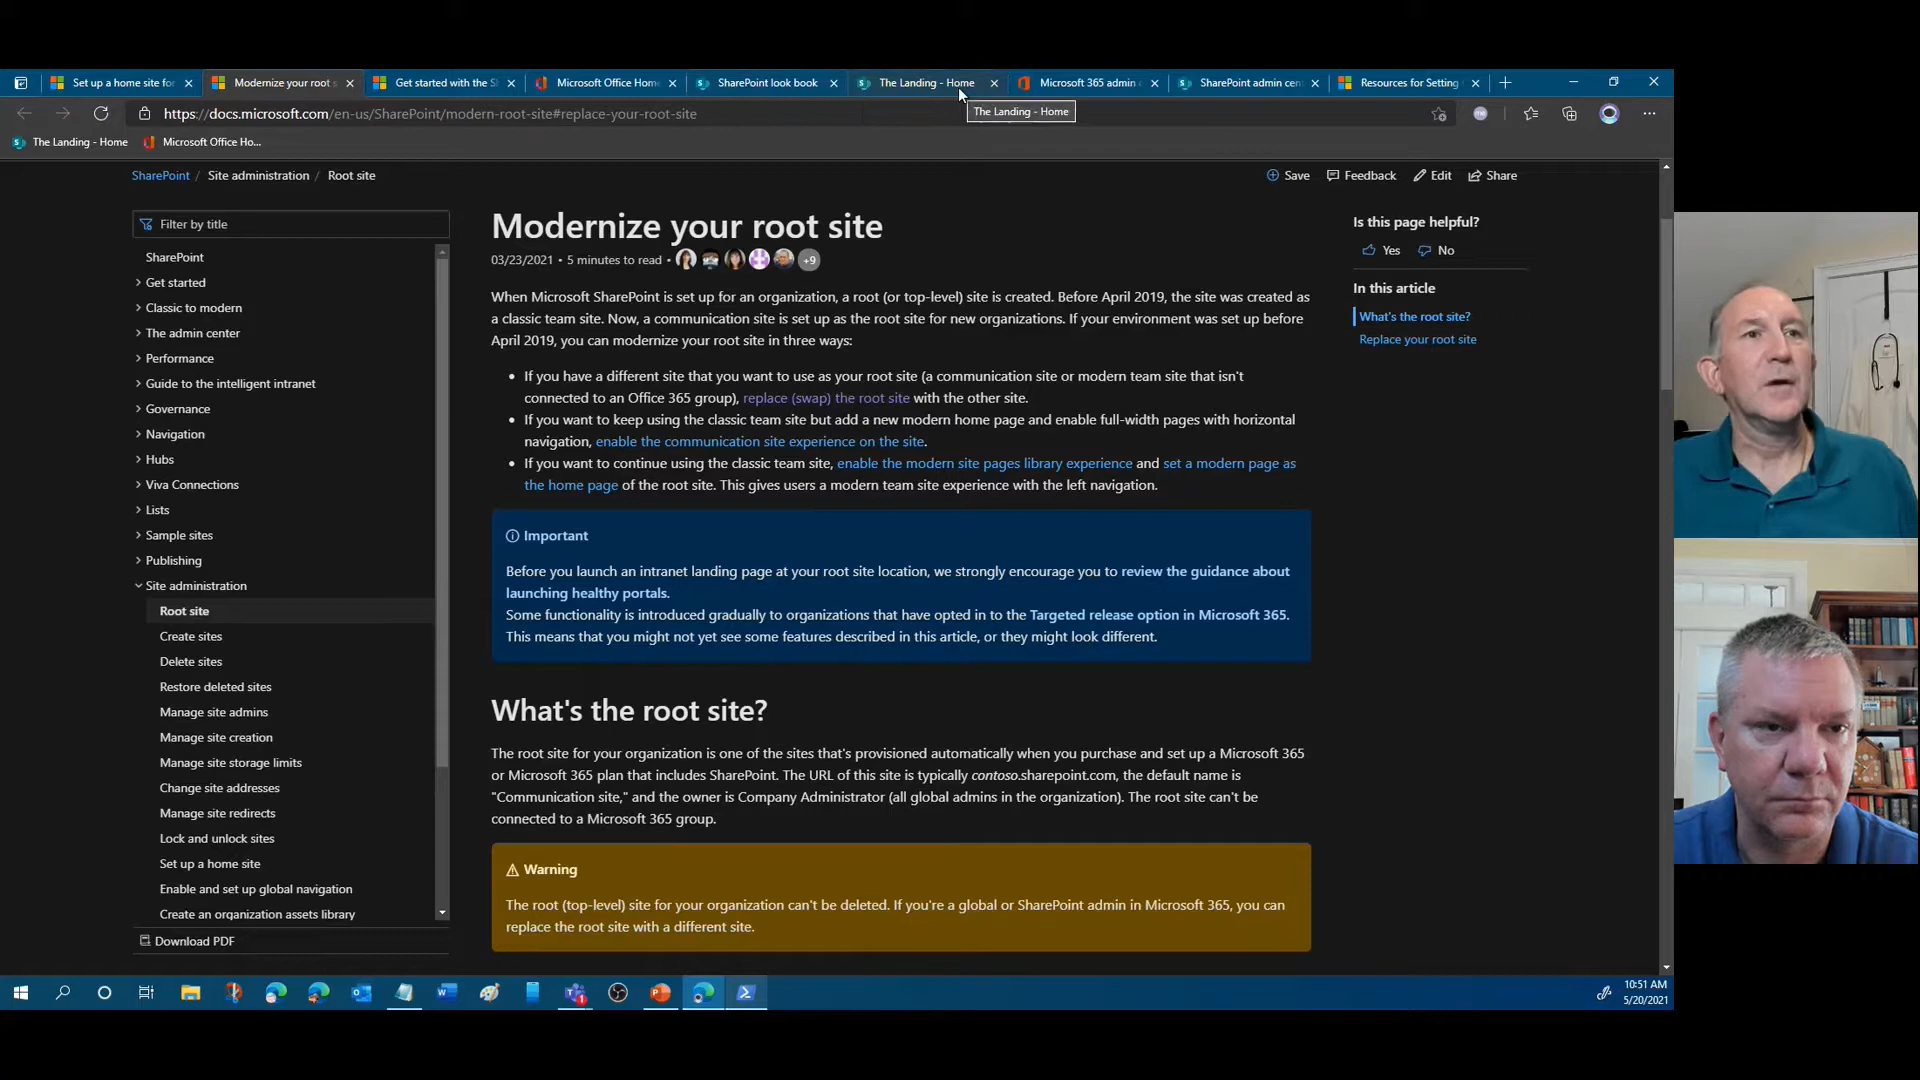 Set up a home site for
Modernize your root s
Get started with the S
Microsoft Office Home
SharePoint look book
The Landing - Home
Microsoft 365 admin
SharePoint admin cen
Resources for Setting
https://docs.microsoft.com/en-us/SharePoint/modern-root-site#replace-your-root-site
The Landing - Home
The Landing - Home
Microsoft Office Ho...
SharePoint / Site administration / Root site
Save
Feedback
Edit
Share
Filter by title
SharePoint
Get started
Classic to modern
The admin center
Performance
Guide to the intelligent intranet
Governance
Navigation
Hubs
Viva Connections
Lists
Sample sites
Publishing
Site administration
Root site
Create sites
Delete sites
Restore deleted sites
Manage site admins
Manage site creation
Manage site storage limits
Change site addresses
Manage site redirects
Lock and unlock sites
Set up a home site
Enable and set up global navigation
Create an organization assets library
Download PDF
Modernize your root site
03/23/2021 • 5 minutes to read • +9
When Microsoft SharePoint is set up for an organization, a root (or top-level) site is created. Before April 2019, the site was created as
a classic team site. Now, a communication site is set up as the root site for new organizations. If your environment was set up before
April 2019, you can modernize your root site in three ways:
• If you have a different site that you want to use as your root site (a communication site or modern team site that isn't
connected to an Office 365 group), replace (swap) the root site with the other site.
• If you want to keep using the classic team site but add a new modern home page and enable full-width pages with horizontal
navigation, enable the communication site experience on the site.
• If you want to continue using the classic team site, enable the modern site pages library experience and set a modern page as
the home page of the root site. This gives users a modern team site experience with the left navigation.
Important
Before you launch an intranet landing page at your root site location, we strongly encourage you to review the guidance about
launching healthy portals.
Some functionality is introduced gradually to organizations that have opted in to the Targeted release option in Microsoft 365.
This means that you might not yet see some features described in this article, or they might look different.
What's the root site?
The root site for your organization is one of the sites that's provisioned automatically when you purchase and set up a Microsoft 365
or Microsoft 365 plan that includes SharePoint. The URL of this site is typically contoso.sharepoint.com, the default name is
"Communication site," and the owner is Company Administrator (all global admins in the organization). The root site can't be
connected to a Microsoft 365 group.
Warning
The root (top-level) site for your organization can't be deleted. If you're a global or SharePoint admin in Microsoft 365, you can
replace the root site with a different site.
Is this page helpful?
Yes
No
In this article
What's the root site?
Replace your root site
10:51 AM
5/20/2021